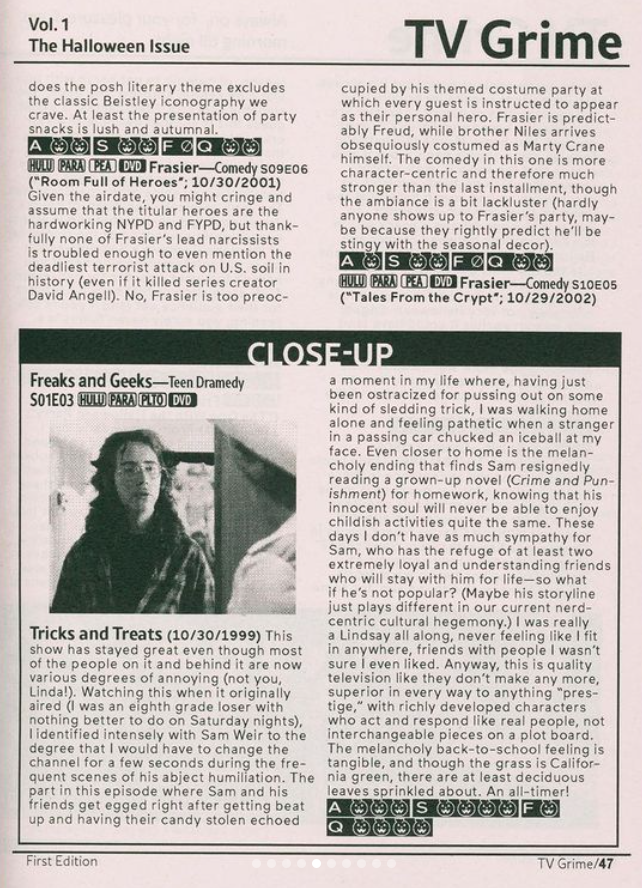 Vol. 1
The Halloween Issue
TV Grime
does the posh literary theme excludes
the classic Beistley iconography we
crave. At least the presentation of party
snacks is lush and autumnal.
A S F Ø Q
HULU PARA PEA DVD Frasier—Comedy S09E06
("Room Full of Heroes"; 10/30/2001)
Given the airdate, you might cringe and
assume that the titular heroes are the
hardworking NYPD and FYPD, but thank-
fully none of Frasier's lead narcissists
is troubled enough to even mention the
deadliest terrorist attack on U.S. soil in
history (even if it killed series creator
David Angell). No, Frasier is too preoc-
cupied by his themed costume party at
which every guest is instructed to appear
as their personal hero. Frasier is predict-
ably Freud, while brother Niles arrives
obsequiously costumed as Marty Crane
himself. The comedy in this one is more
character-centric and therefore much
stronger than the last installment, though
the ambiance is a bit lackluster (hardly
anyone shows up to Frasier's party, may-
be because they rightly predict he'll be
stingy with the seasonal decor).
A S F Ø Q
HULU PARA PEA DVD Frasier—Comedy S10E05
("Tales From the Crypt"; 10/29/2002)
CLOSE-UP
Freaks and Geeks—Teen Dramedy
S01E03 HULU PARA PLTO DVD
Tricks and Treats (10/30/1999) This
show has stayed great even though most
of the people on it and behind it are now
various degrees of annoying (not you,
Linda!). Watching this when it originally
aired (I was an eighth grade loser with
nothing better to do on Saturday nights),
I identified intensely with Sam Weir to the
degree that I would have to change the
channel for a few seconds during the fre-
quent scenes of his abject humiliation. The
part in this episode where Sam and his
friends get egged right after getting beat
up and having their candy stolen echoed
a moment in my life where, having just
been ostracized for pussing out on some
kind of sledding trick, I was walking home
alone and feeling pathetic when a stranger
in a passing car chucked an iceball at my
face. Even closer to home is the melan-
choly ending that finds Sam resignedly
reading a grown-up novel (Crime and Pun-
ishment) for homework, knowing that his
innocent soul will never be able to enjoy
childish activities quite the same. These
days I don't have as much sympathy for
Sam, who has the refuge of at least two
extremely loyal and understanding friends
who will stay with him for life—so what
if he's not popular? (Maybe his storyline
just plays different in our current nerd-
centric cultural hegemony.) I was really
a Lindsay all along, never feeling like I fit
in anywhere, friends with people I wasn't
sure I even liked. Anyway, this is quality
television like they don't make any more,
superior in every way to anything "pres-
tige," with richly developed characters
who act and respond like real people, not
interchangeable pieces on a plot board.
The melancholy back-to-school feeling is
tangible, and though the grass is Califor-
nia green, there are at least deciduous
leaves sprinkled about. An all-timer!
A S F
Q
First Edition
TV Grime/47